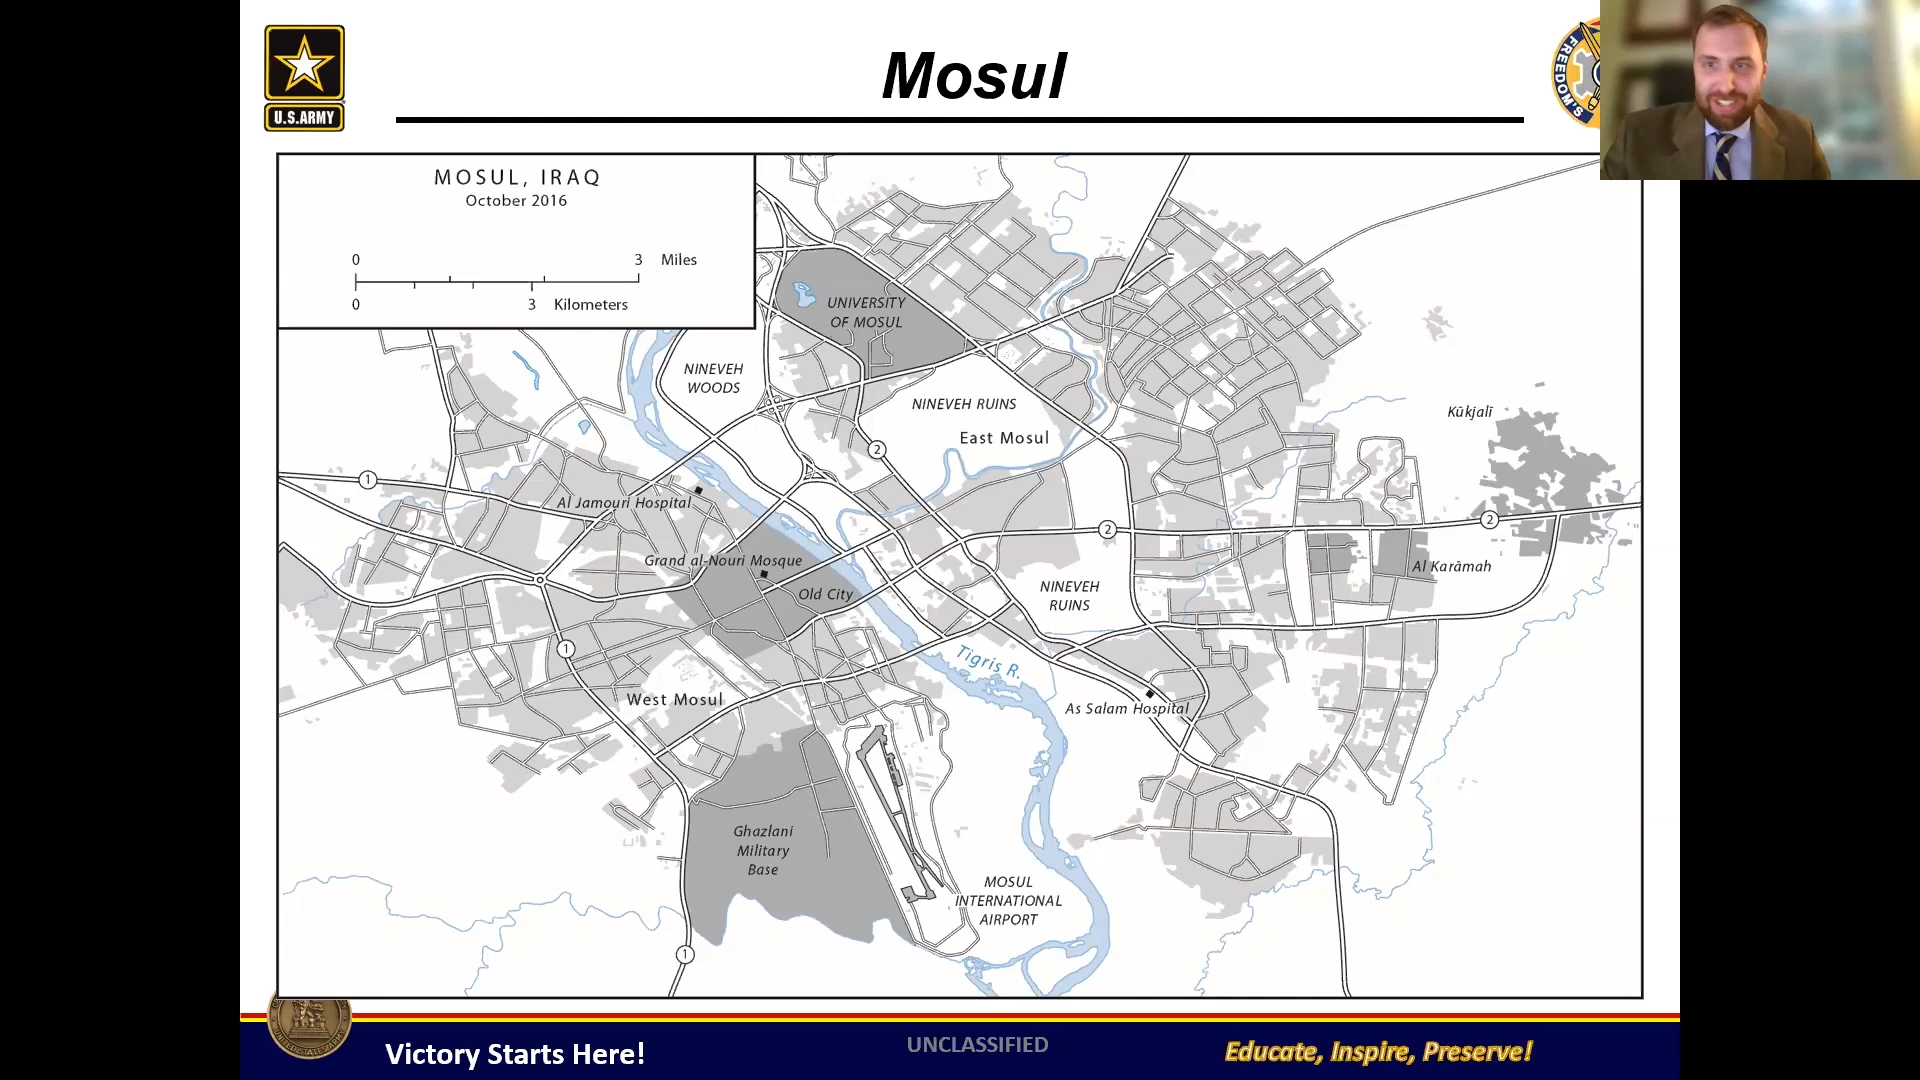 Mosul
U.S.ARMY
FREEDOM'S
MOSUL, IRAQ
October 2016
0 3 Miles
0 3 Kilometers
UNIVERSITY
OF MOSUL
NINEVEH
WOODS
NINEVEH RUINS
East Mosul
Kūkjalī
2
1
Al Jamouri Hospital
2
2
Grand al-Nouri Mosque
Al Karāmah
Old City
NINEVEH
RUINS
1
Tigris R.
West Mosul
As Salam Hospital
Ghazlani
Military
Base
MOSUL
INTERNATIONAL
AIRPORT
1
Victory Starts Here!
UNCLASSIFIED
Educate, Inspire, Preserve!